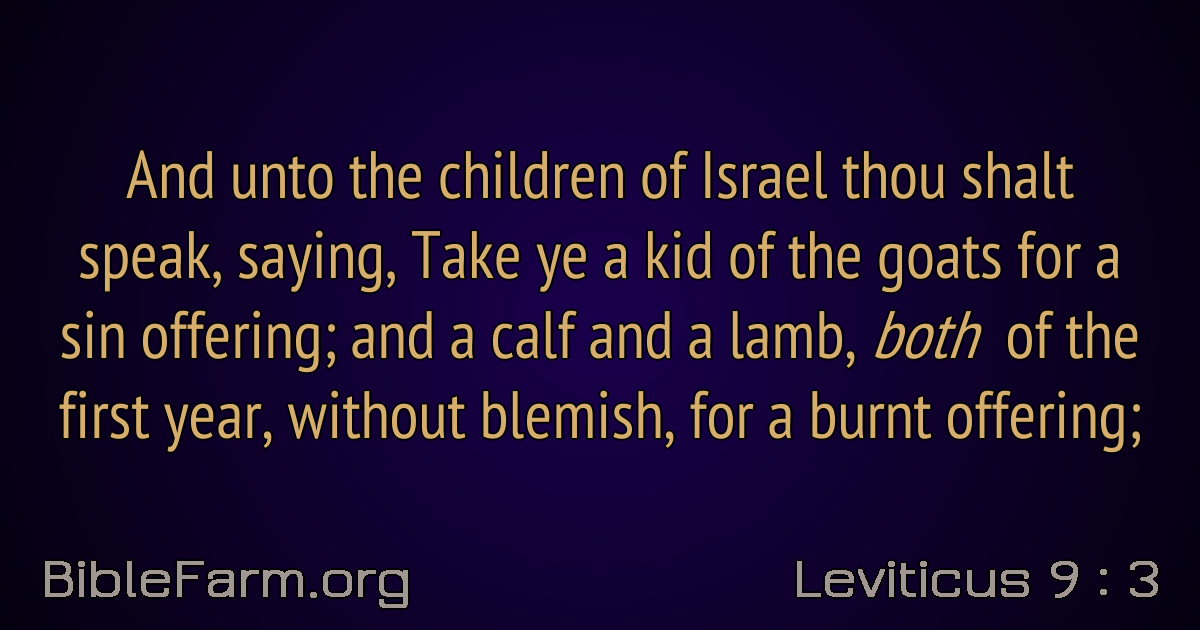 And unto the children of Israel thou shalt
speak, saying, Take ye a kid of the goats for a
sin offering; and a calf and a lamb, both of the
first year, without blemish, for a burnt offering;
BibleFarm.org
Leviticus 9 : 3